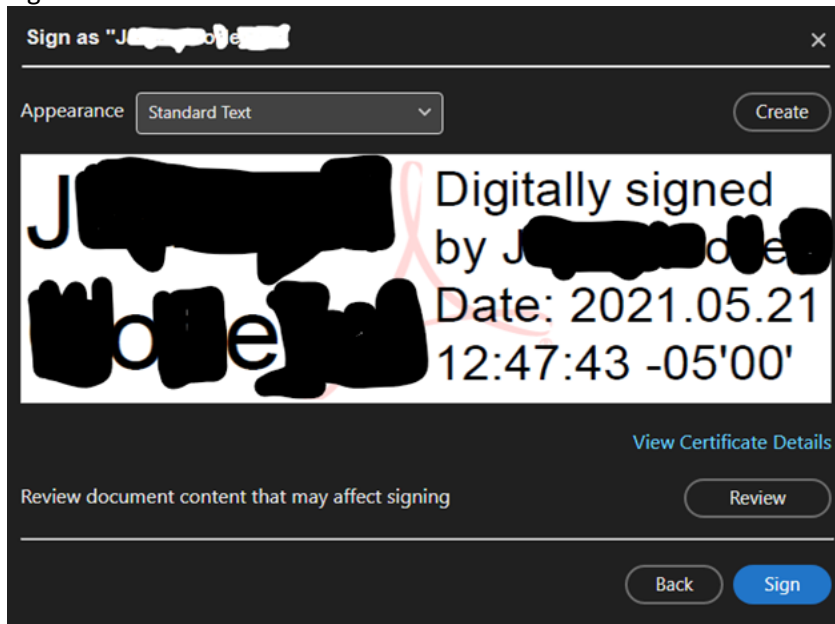 Sign as "J
Appearance Standard Text Create
Digitally signed
by J
Date: 2021.05.21
12:47:43 -05'00'
View Certificate Details
Review document content that may affect signing Review
Back Sign